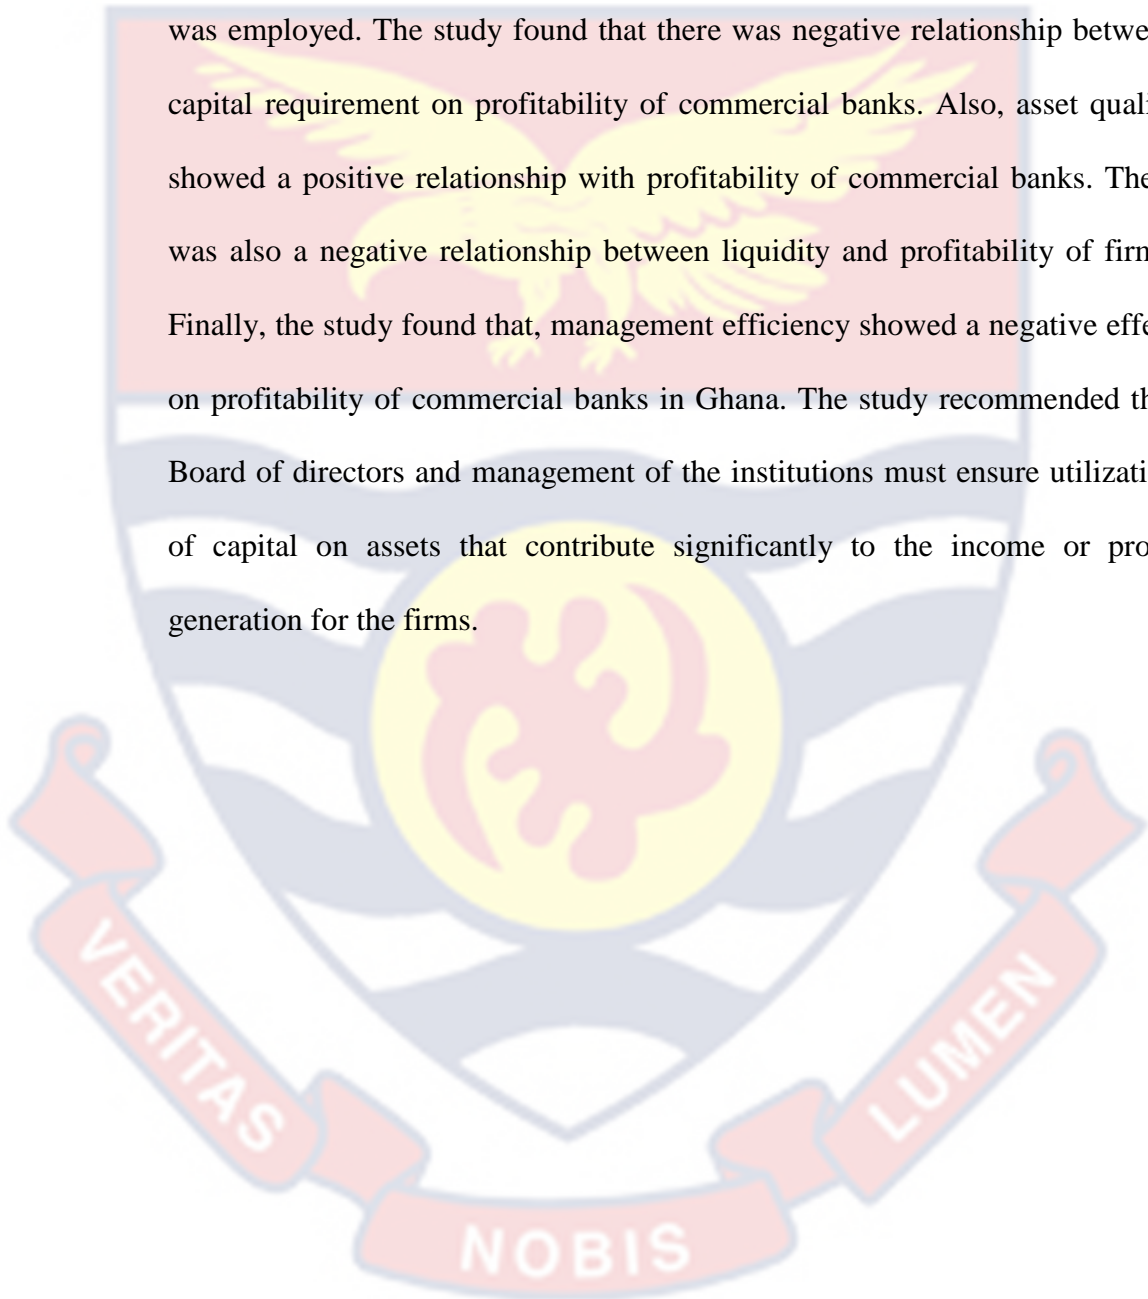 was employed. The study found that there was negative relationship betwe
capital requirement on profitability of commercial banks. Also, asset quali
showed a positive relationship with profitability of commercial banks. The
was also a negative relationship between liquidity and profitability of firn
Finally, the study found that, management efficiency showed a negative effe
on profitability of commercial banks in Ghana. The study recommended th
Board of directors and management of the institutions must ensure utilizati
of capital on assets that contribute significantly to the income or pro
generation for the firms.
VERITAS
NOBIS
LUMEN